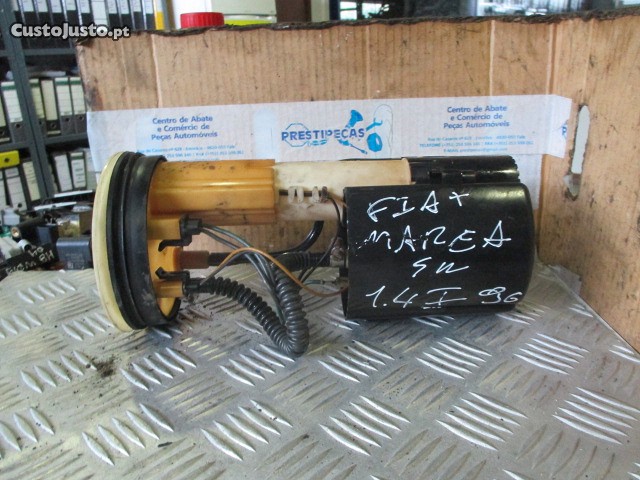 CustoJusto.pt
Centro de Abate
e Comércio de
Peças Automóveis
PRESTIPEÇAS
Centro de Abate
e Comércio de
Peças Automóveis
FIAT
MAREA
SW
1.4 I 96